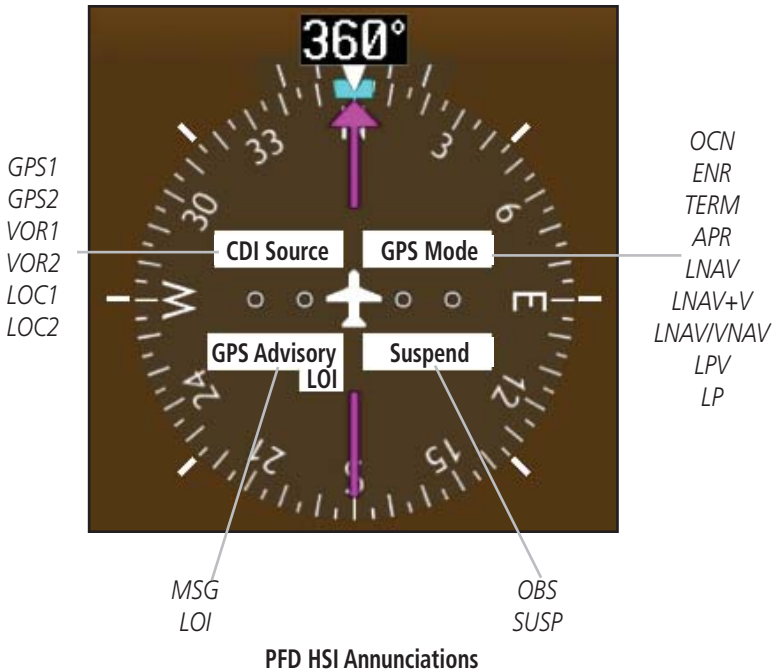 360°
33
3
30
6
GPS1
GPS2
VOR1
VOR2
LOC1
LOC2
OCN
ENR
TERM
APR
LNAV
LNAV+V
LNAV/VNAV
LPV
LP
CDI Source
GPS Mode
W
E
GPS Advisory
LOI
Suspend
24
12
21
S
15
MSG
LOI
OBS
SUSP
PFD HSI Annunciations